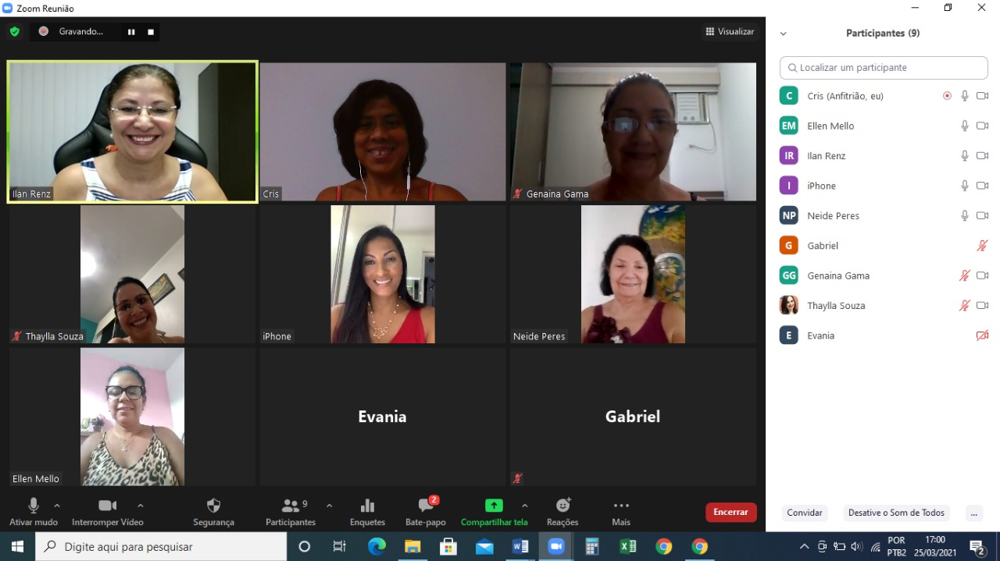 Zoom Reunião
Gravando...
Visualizar
Participantes (9)
Localizar um participante
Ilan Renz
Cris
Genaina Gama
Thaylla Souza
iPhone
Neide Peres
Ellen Mello
Evania
Gabriel
C Cris (Anfitrião, eu)
EM Ellen Mello
IR Ilan Renz
I iPhone
NP Neide Peres
G Gabriel
GG Genaina Gama
Thaylla Souza
E Evania
Ativar mudo
Interromper Vídeo
Segurança
9
Participantes
Enquetes
2
Bate-papo
Compartilhar tela
Reações
Mais
Encerrar
Convidar
Desative o Som de Todos
...
Digite aqui para pesquisar
POR
PTB2
17:00
25/03/2021
2